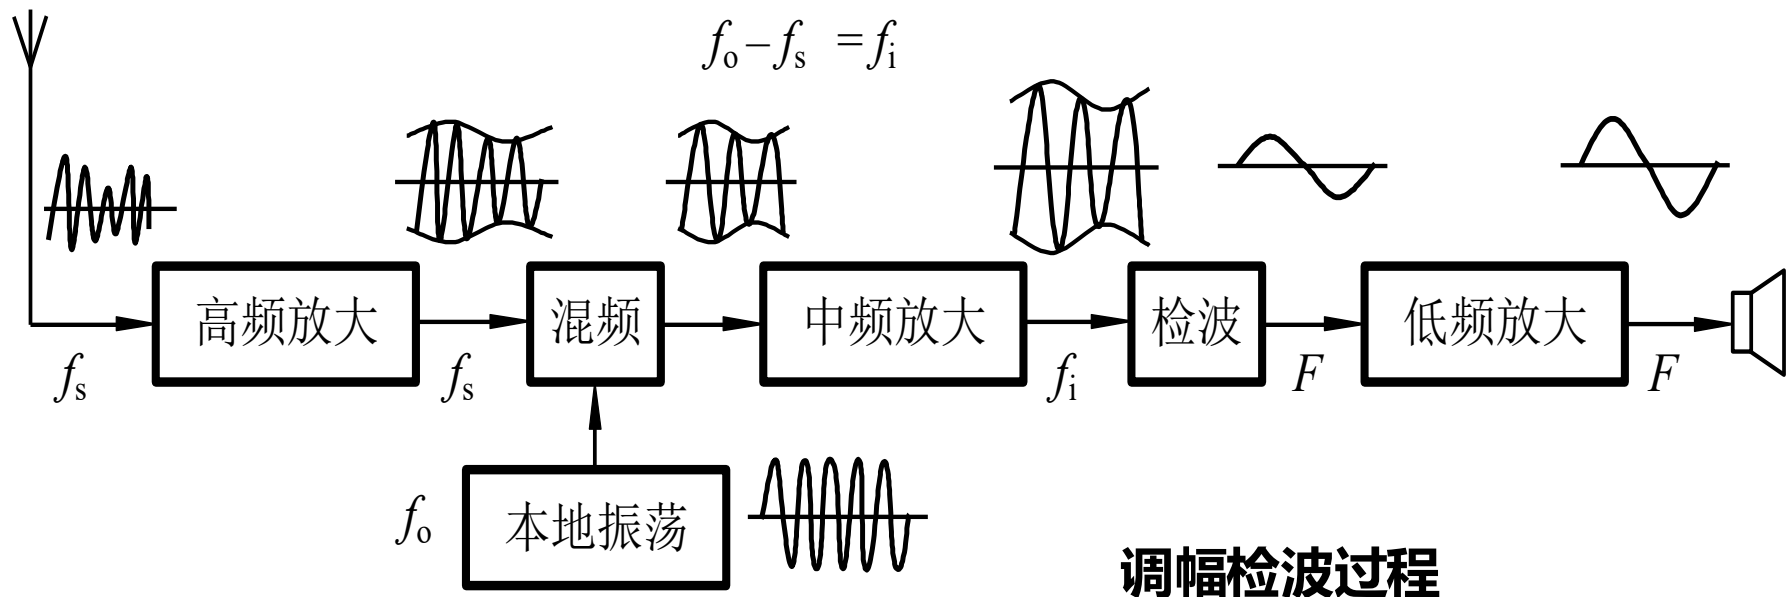 fo−fs =fi
高频放大
混频
中频放大
检波
低频放大
fs
fs
fi
F
F
fo
本地振荡
调幅检波过程